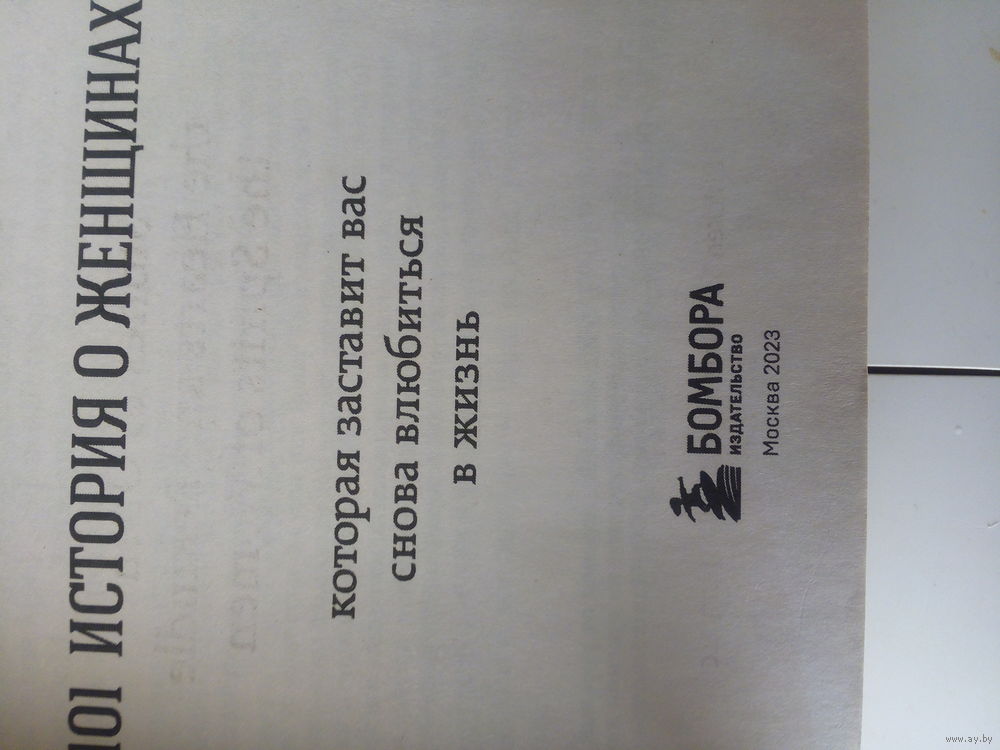 101 ИСТОРИЯ О ЖЕНЩИНАХ
которая заставит вас
снова влюбиться
в жизнь
БОМБОРА
ИЗДАТЕЛЬСТВО
Москва 2023
www.ay.by